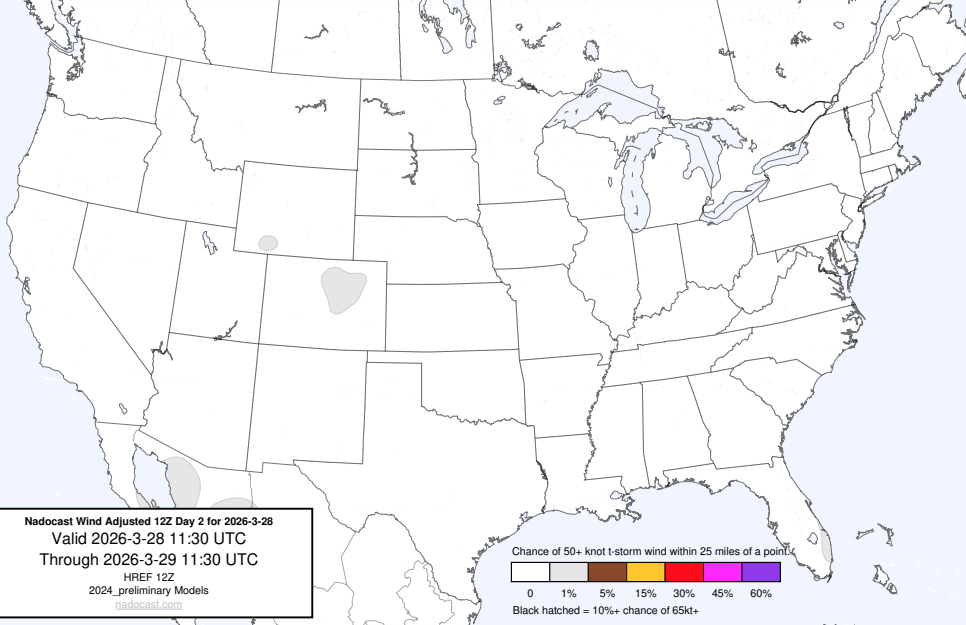 Nadocast Wind Adjusted 12Z Day 2 for 2026-3-28
Valid 2026-3-28 11:30 UTC
Through 2026-3-29 11:30 UTC
HREF 12Z
2024_preliminary Models
nadocast.com
Chance of 50+ knot t-storm wind within 25 miles of a point.
0 1% 5% 15% 30% 45% 60%
Black hatched = 10%+ chance of 65kt+